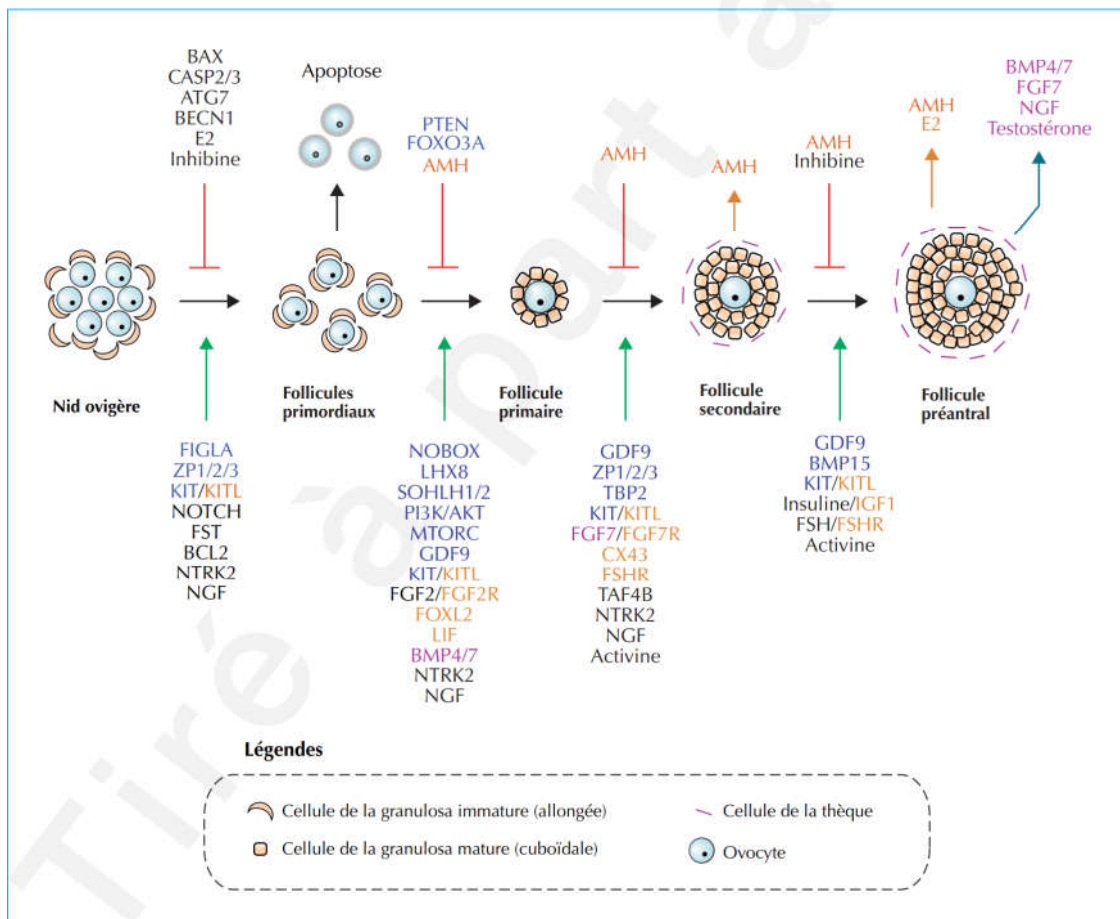 BAX
CASP2/3
ATG7
BECN1
E2
Inhibine
Apoptose
PTEN
FOXO3A
AMH
AMH
AMH
AMH
Inhibine
AMH
E2
BMP4/7
FGF7
NGF
Testostérone
Nid ovigère
Follicules
primordiaux
Follicule
primaire
Follicule
secondaire
Follicule
préantral
FIGLA
ZP1/2/3
KIT/KITL
NOTCH
FST
BCL2
NTRK2
NGF
NOBOX
LHX8
SOHLH1/2
PI3K/AKT
MTORC
GDF9
KIT/KITL
FGF2/FGF2R
FOXL2
LIF
BMP4/7
NTRK2
NGF
GDF9
ZP1/2/3
TBP2
KIT/KITL
FGF7/FGF7R
CX43
FSHR
TAF4B
NTRK2
NGF
Activine
GDF9
BMP15
KIT/KITL
Insuline/IGF1
FSH/FSHR
Activine
Légendes
Cellule de la granulosa immature (allongée)
Cellule de la thèque
Cellule de la granulosa mature (cuboïdale)
Ovocyte
Tiré à part a